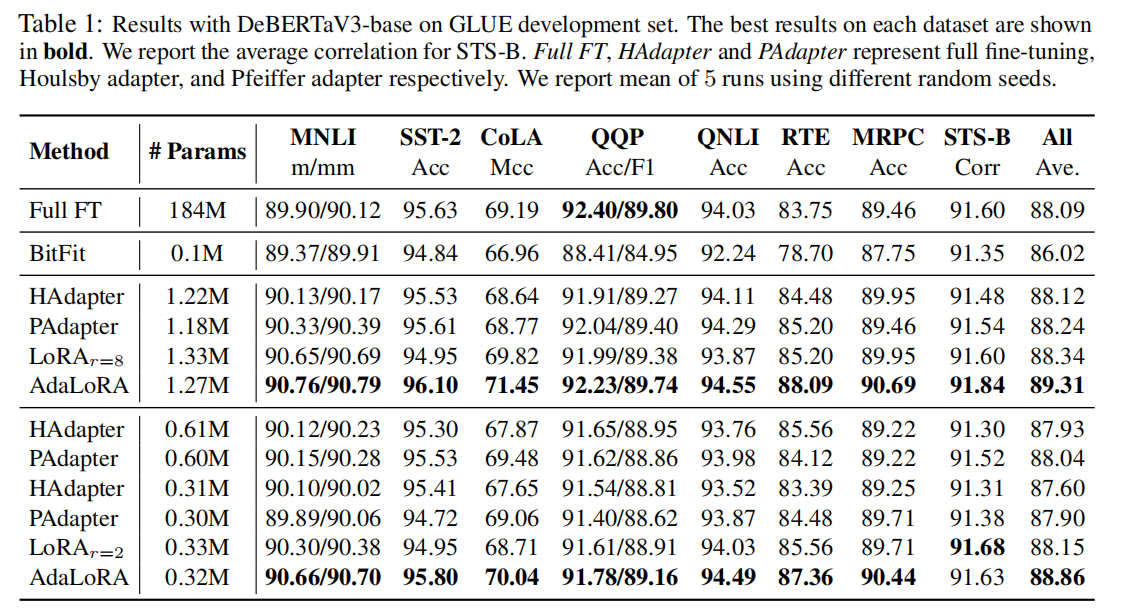 Table 1: Results with DeBERTaV3-base on GLUE development set. The best results on each dataset are shown
in bold. We report the average correlation for STS-B. Full FT, HAdapter and PAdapter represent full fine-tuning,
Houlsby adapter, and Pfeiffer adapter respectively. We report mean of 5 runs using different random seeds.
Method # Params MNLI SST-2 CoLA QQP QNLI RTE MRPC STS-B All
m/mm Acc Mcc Acc/F1 Acc Acc Acc Corr Ave.
Full FT 184M 89.90/90.12 95.63 69.19 92.40/89.80 94.03 83.75 89.46 91.60 88.09
BitFit 0.1M 89.37/89.91 94.84 66.96 88.41/84.95 92.24 78.70 87.75 91.35 86.02
HAdapter 1.22M 90.13/90.17 95.53 68.64 91.91/89.27 94.11 84.48 89.95 91.48 88.12
PAdapter 1.18M 90.33/90.39 95.61 68.77 92.04/89.40 94.29 85.20 89.46 91.54 88.24
LoRAr=8 1.33M 90.65/90.69 94.95 69.82 91.99/89.38 93.87 85.20 89.95 91.60 88.34
AdaLoRA 1.27M 90.76/90.79 96.10 71.45 92.23/89.74 94.55 88.09 90.69 91.84 89.31
HAdapter 0.61M 90.12/90.23 95.30 67.87 91.65/88.95 93.76 85.56 89.22 91.30 87.93
PAdapter 0.60M 90.15/90.28 95.53 69.48 91.62/88.86 93.98 84.12 89.22 91.52 88.04
HAdapter 0.31M 90.10/90.02 95.41 67.65 91.54/88.81 93.52 83.39 89.25 91.31 87.60
PAdapter 0.30M 89.89/90.06 94.72 69.06 91.40/88.62 93.87 84.48 89.71 91.38 87.90
LoRAr=2 0.33M 90.30/90.38 94.95 68.71 91.61/88.91 94.03 85.56 89.71 91.68 88.15
AdaLoRA 0.32M 90.66/90.70 95.80 70.04 91.78/89.16 94.49 87.36 90.44 91.63 88.86